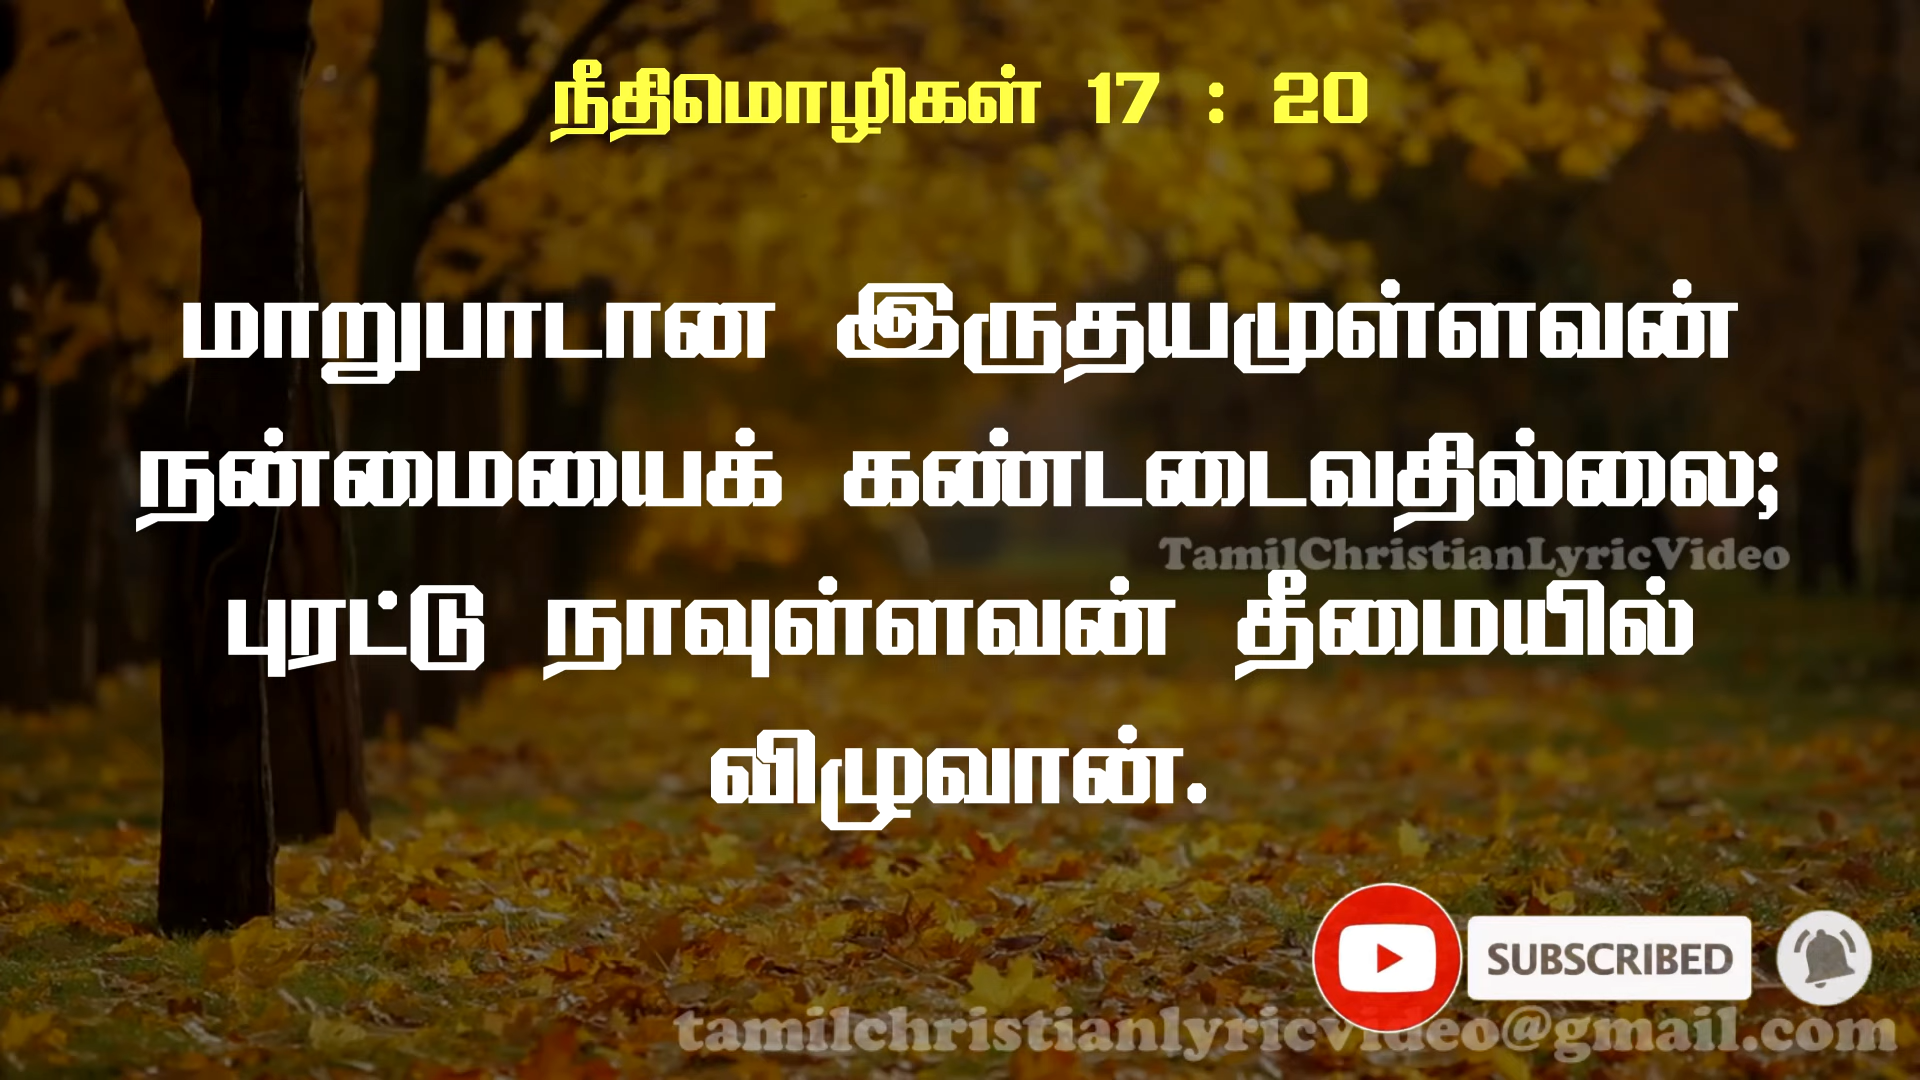 நீதிமொழிகள் 17 : 20
மாறுபாடான இருதயமுள்ளவன்
நன்மையைக் கண்டடைவதில்லை;
TamilChristianLyricVideo
புரட்டு நாவுள்ளவன் தீமையில்
விழுவான்.
SUBSCRIBED
tamilchristianlyricvideo@gmail.com